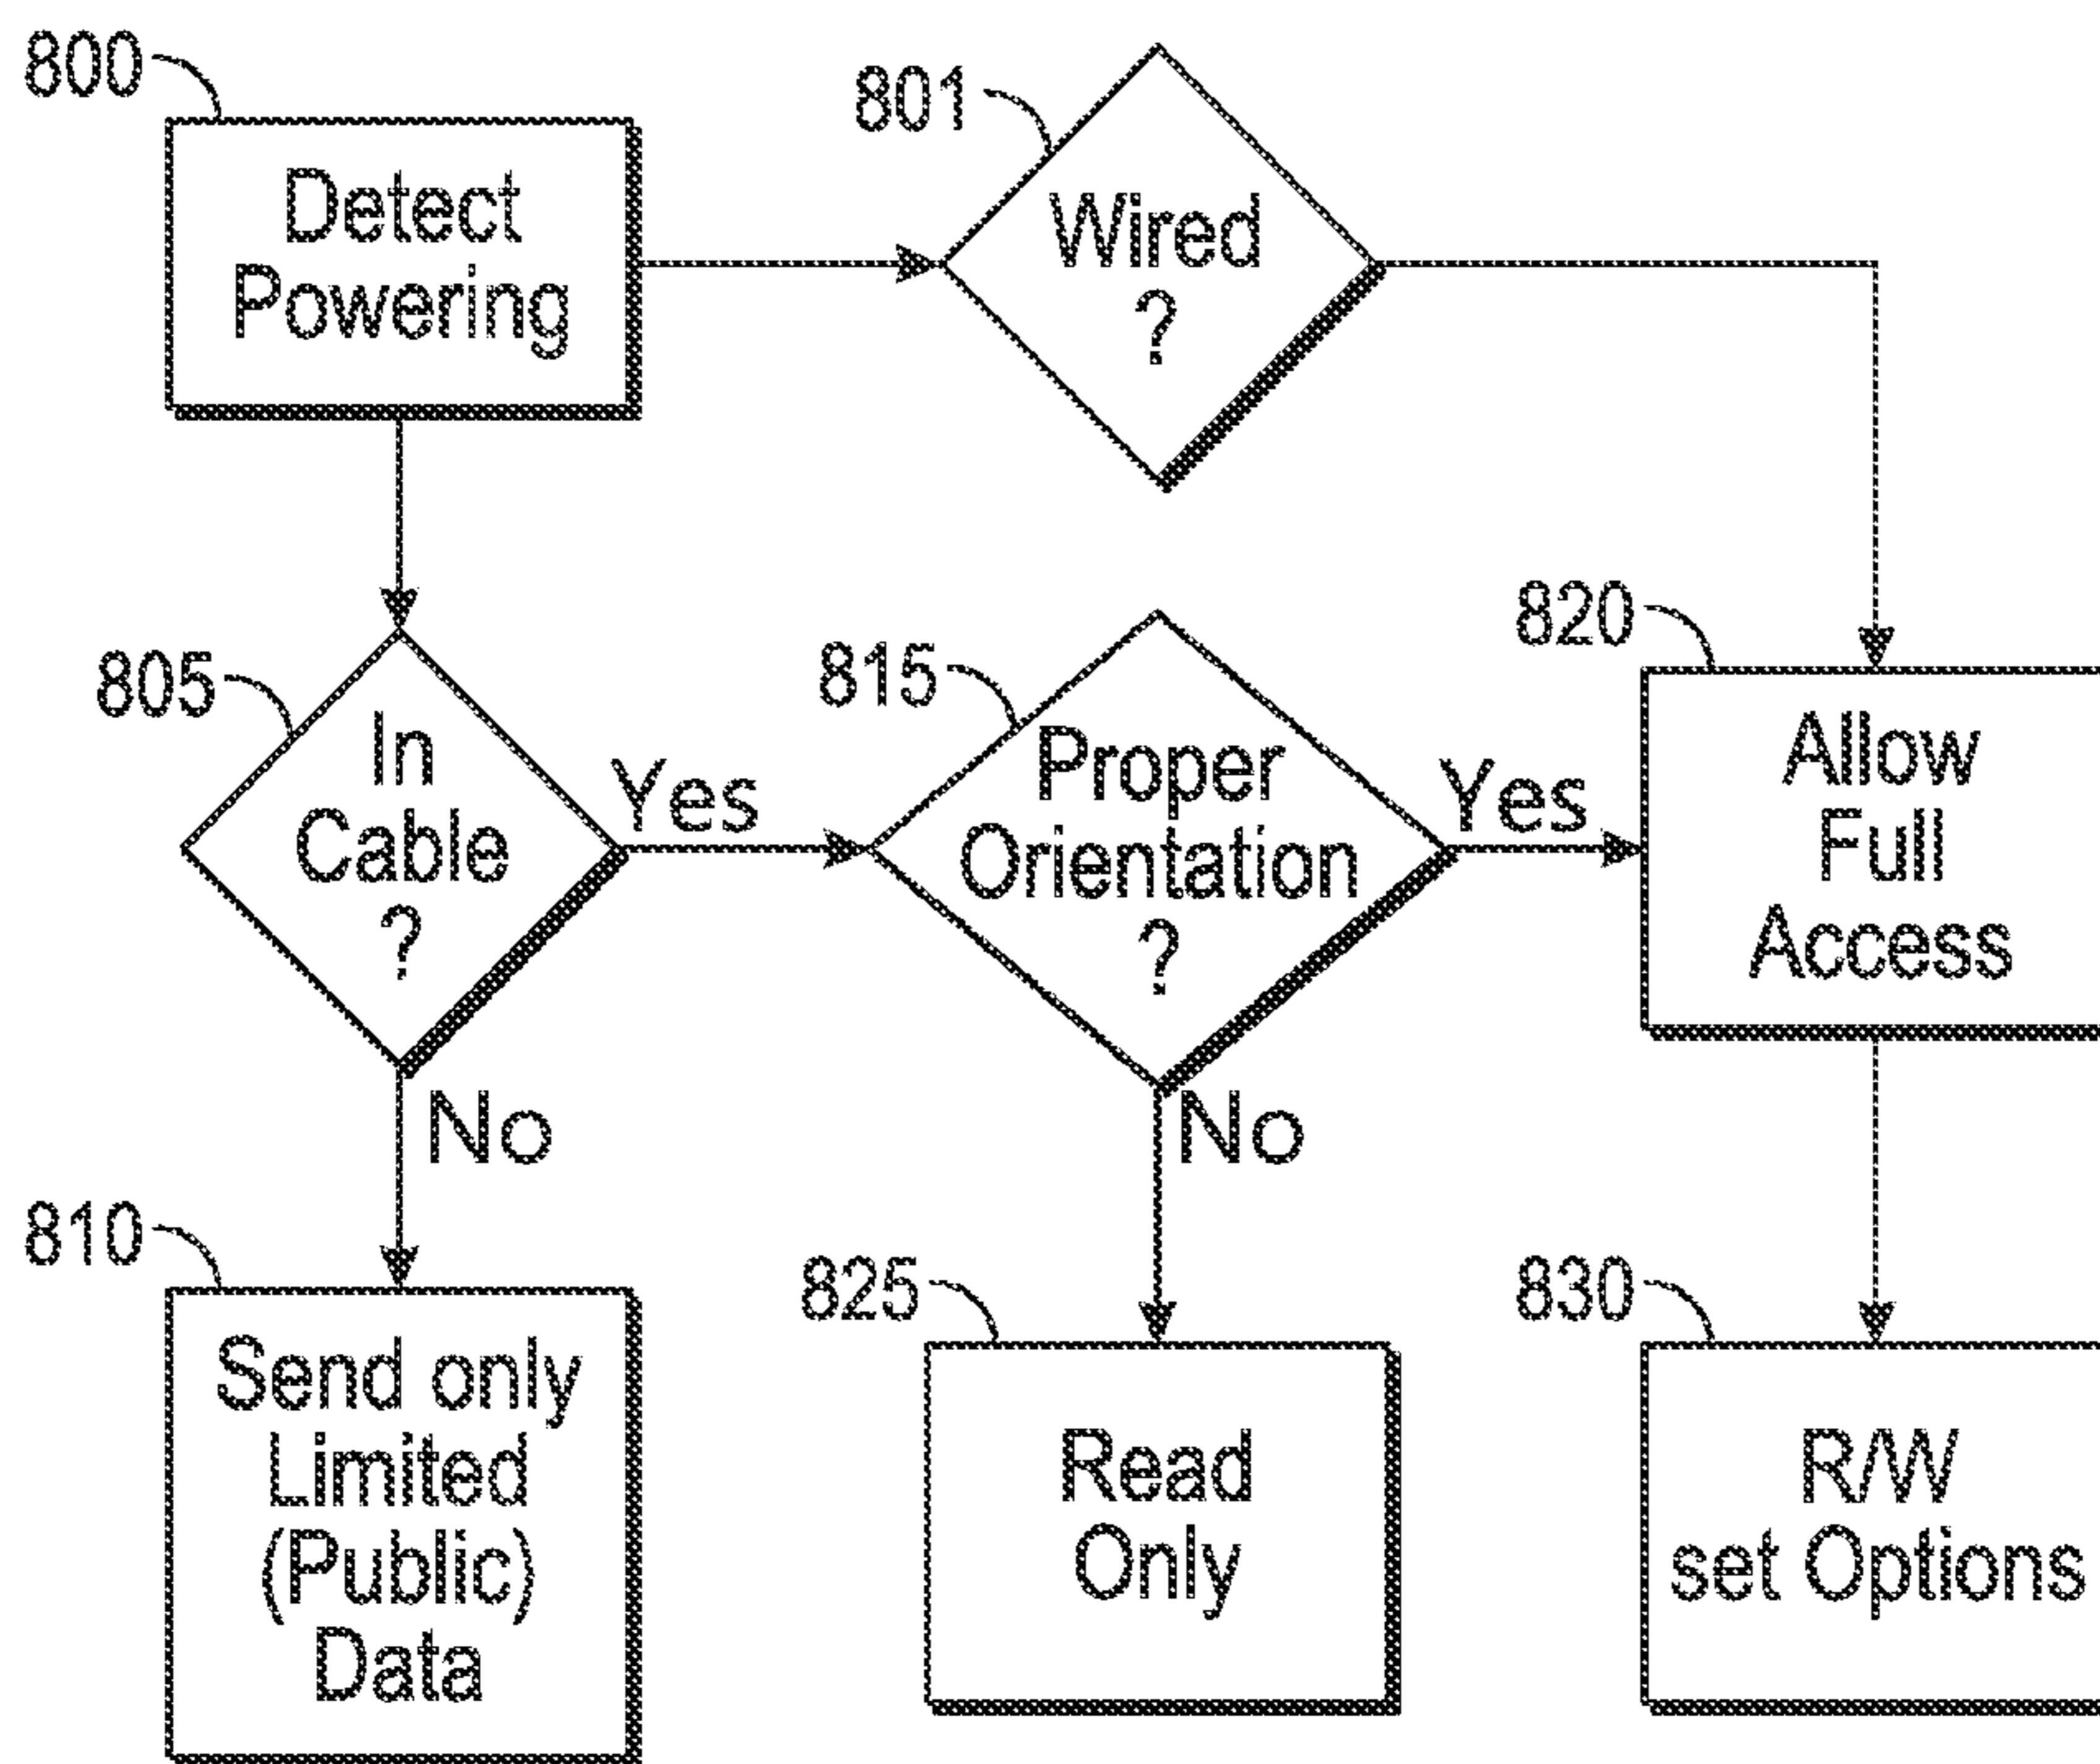 800
Detect
Powering
801
Wired
?
805
In
Cable
?
Yes
No
815
Proper
Orientation
?
Yes
No
820
Allow
Full
Access
810
Send only
Limited
(Public)
Data
825
Read
Only
830
R/W
set Options